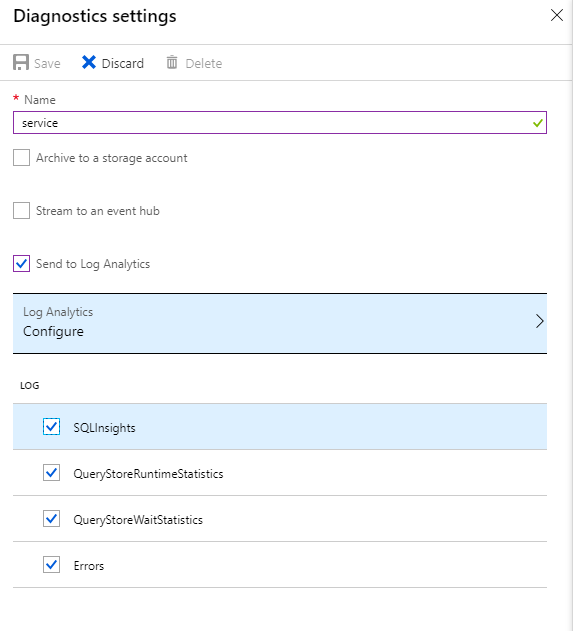 Diagnostics settings
Save Discard Delete
* Name
service
Archive to a storage account
Stream to an event hub
Send to Log Analytics
Log Analytics
Configure
LOG
SQLInsights
QueryStoreRuntimeStatistics
QueryStoreWaitStatistics
Errors